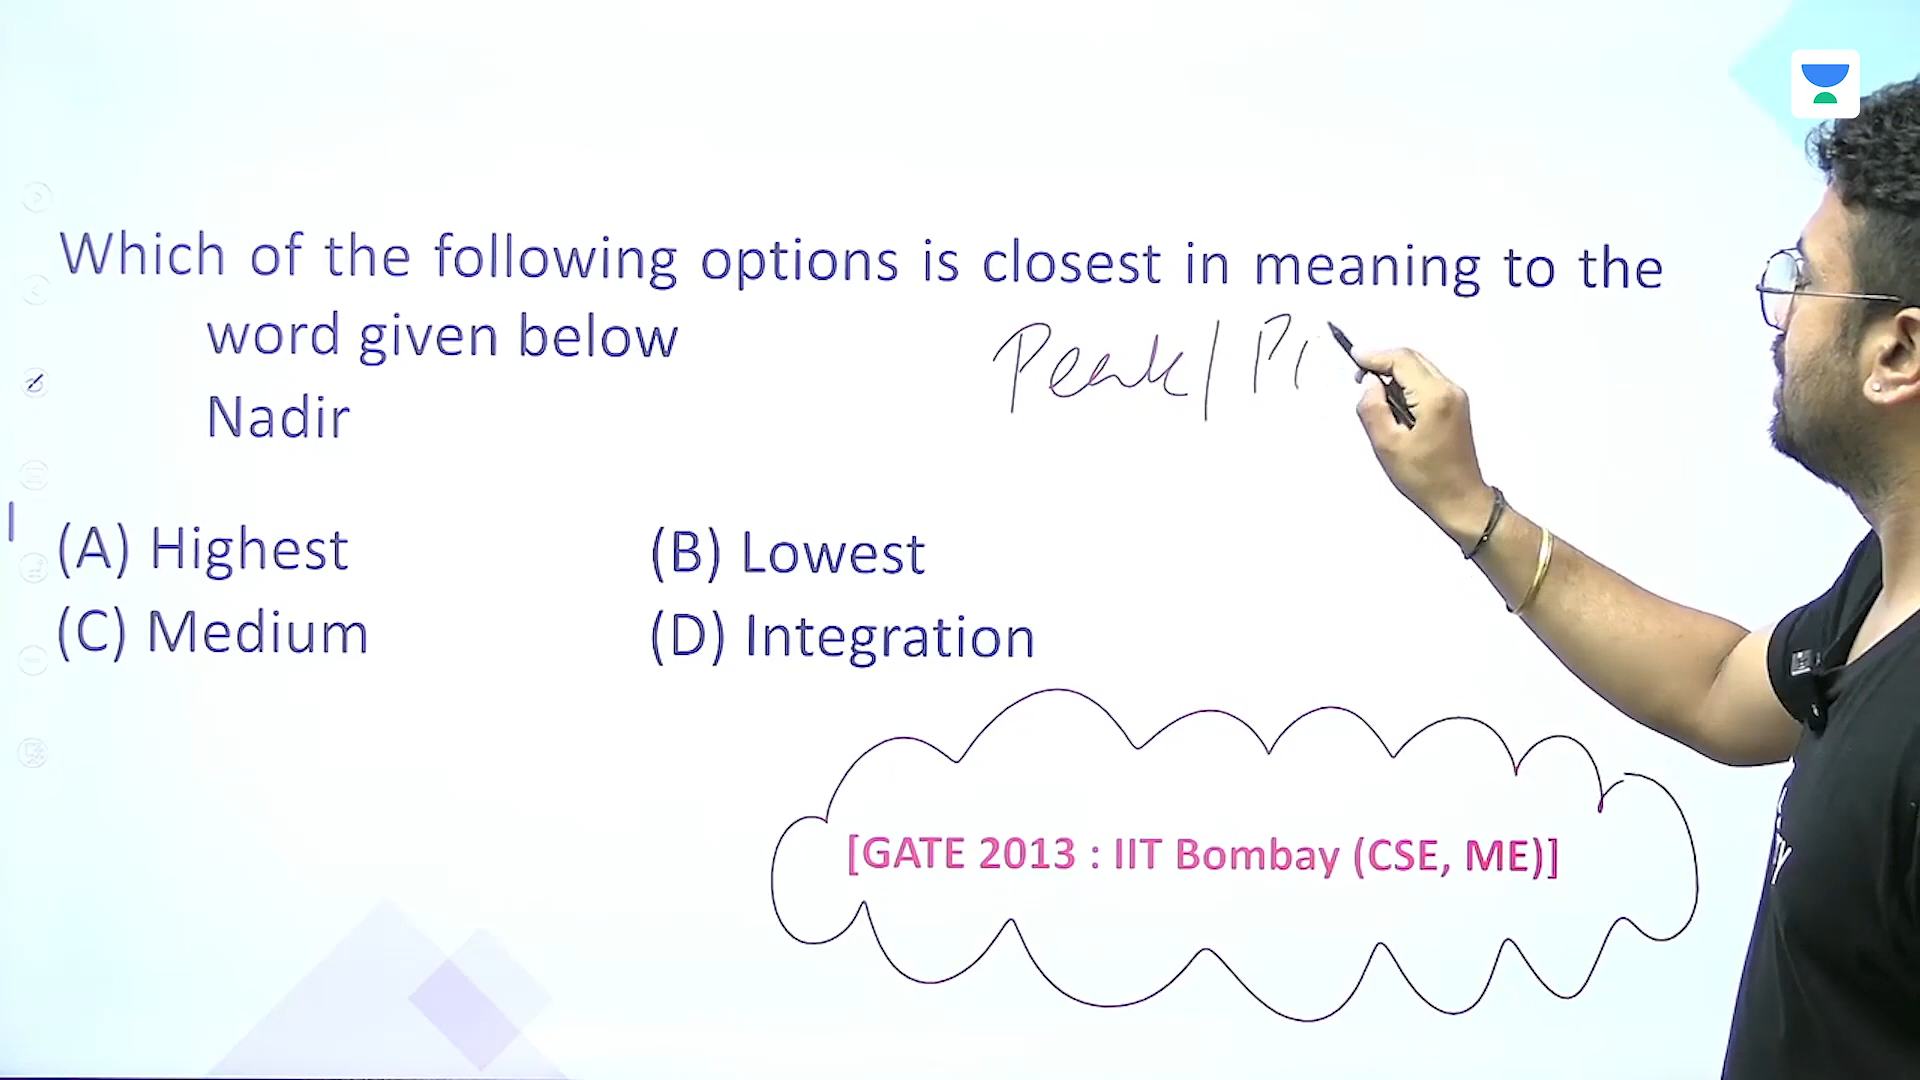 Which of the following options is closest in meaning to the
word given below
Peak / Pi
Nadir
(A) Highest (B) Lowest
(C) Medium (D) Integration
[GATE 2013 : IIT Bombay (CSE, ME)]